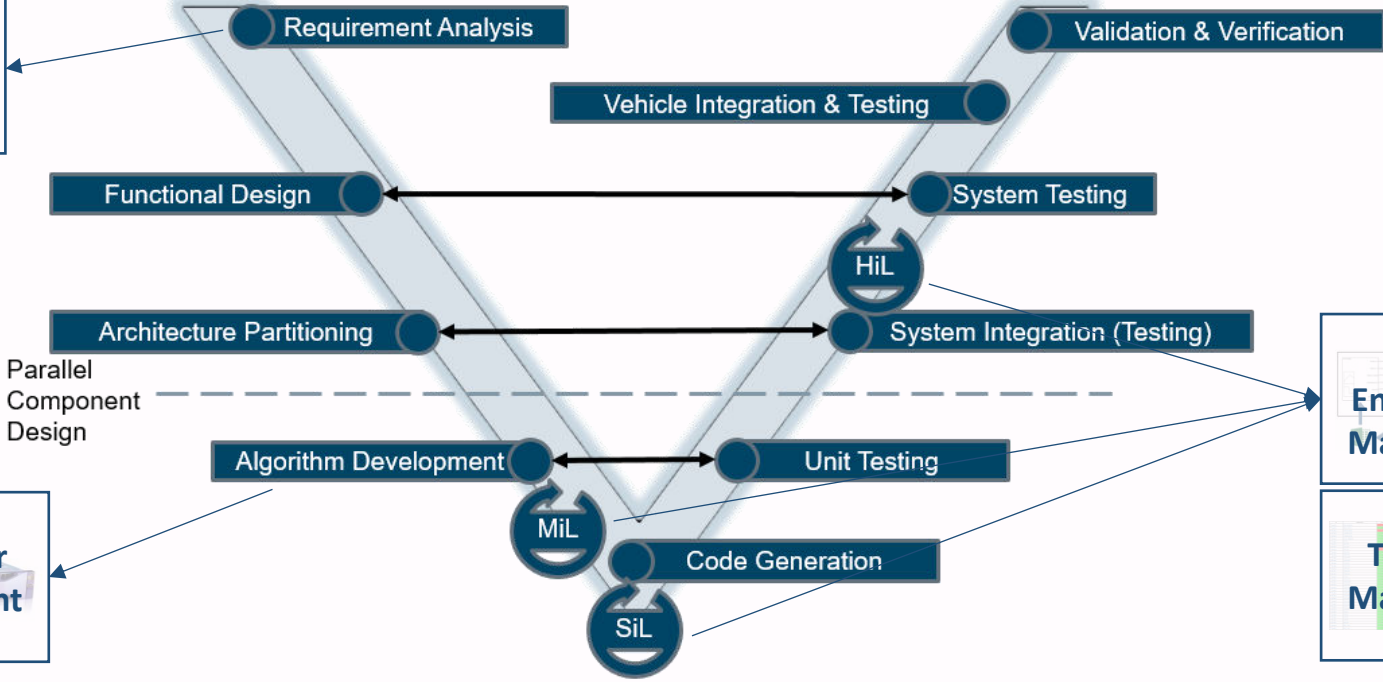 Requirement Analysis
Validation & Verification
Vehicle Integration & Testing
Functional Design
System Testing
HiL
Architecture Partitioning
System Integration (Testing)
Parallel
Component
Design
Algorithm Development
Unit Testing
MiL
Code Generation
SiL